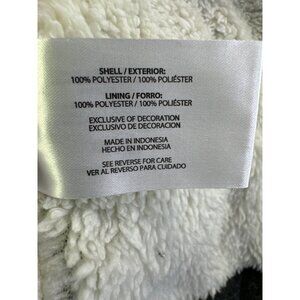 SHELL / EXTERIOR:
100% POLYESTER / 100% POLIÉSTER
LINING / FORRO:
100% POLYESTER / 100% POLIÉSTER
EXCLUSIVE OF DECORATION
EXCLUSIVO DE DECORACION
MADE IN INDONESIA
HECHO EN INDONESIA
SEE REVERSE FOR CARE
VER AL REVERSO PARA CUIDADO